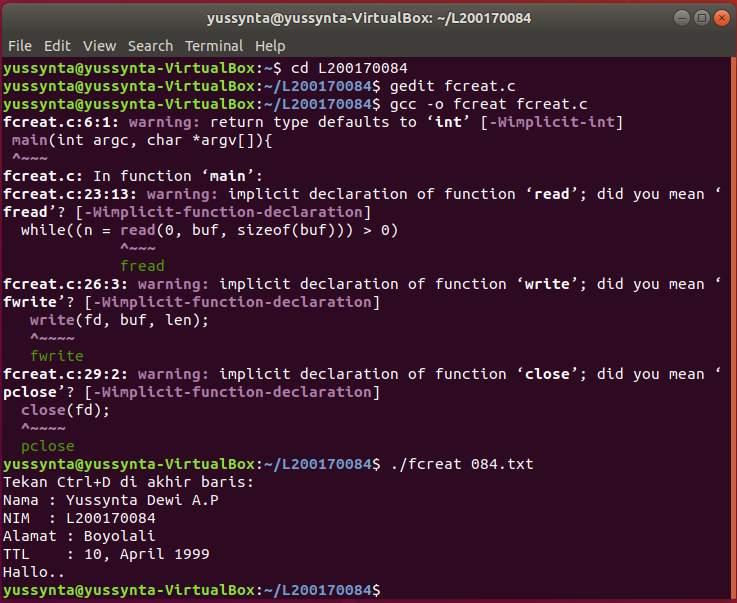 yussynta@yussynta-VirtualBox: ~/L200170084
File Edit View Search Terminal Help
yussynta@yussynta-VirtualBox:~$ cd L200170084
yussynta@yussynta-VirtualBox:~/L200170084$ gedit fcreat.c
yussynta@yussynta-VirtualBox:~/L200170084$ gcc -o fcreat fcreat.c
fcreat.c:6:1: warning: return type defaults to ‘int’ [-Wimplicit-int]
 main(int argc, char *argv[]){
 ^~~~
fcreat.c: In function ‘main’:
fcreat.c:23:13: warning: implicit declaration of function ‘read’; did you mean ‘
fread’? [-Wimplicit-function-declaration]
  while((n = read(0, buf, sizeof(buf))) > 0)
             ^~~~
             fread
fcreat.c:26:3: warning: implicit declaration of function ‘write’; did you mean ‘
fwrite’? [-Wimplicit-function-declaration]
   write(fd, buf, len);
   ^~~~~
   fwrite
fcreat.c:29:2: warning: implicit declaration of function ‘close’; did you mean ‘
pclose’? [-Wimplicit-function-declaration]
  close(fd);
  ^~~~~
  pclose
yussynta@yussynta-VirtualBox:~/L200170084$ ./fcreat 084.txt
Tekan Ctrl+D di akhir baris:
Nama : Yussynta Dewi A.P
NIM  : L200170084
Alamat : Boyolali
TTL    : 10, April 1999
Hallo..
yussynta@yussynta-VirtualBox:~/L200170084$